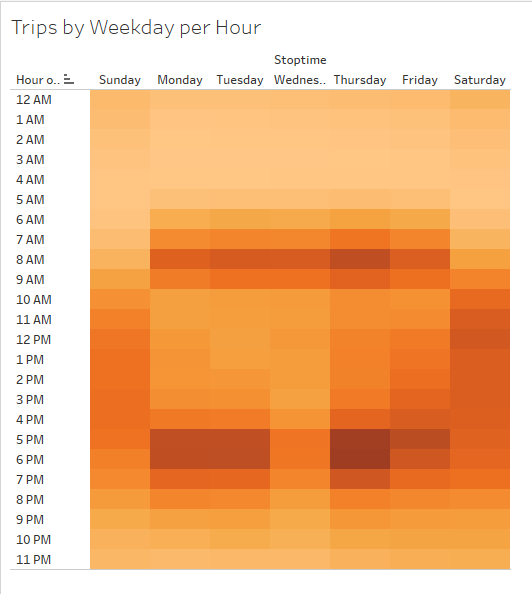 Trips by Weekday per Hour
Stoptime
Hour o.. Sunday Monday Tuesday Wednes.. Thursday Friday Saturday
12 AM
1 AM
2 AM
3 AM
4 AM
5 AM
6 AM
7 AM
8 AM
9 AM
10 AM
11 AM
12 PM
1 PM
2 PM
3 PM
4 PM
5 PM
6 PM
7 PM
8 PM
9 PM
10 PM
11 PM